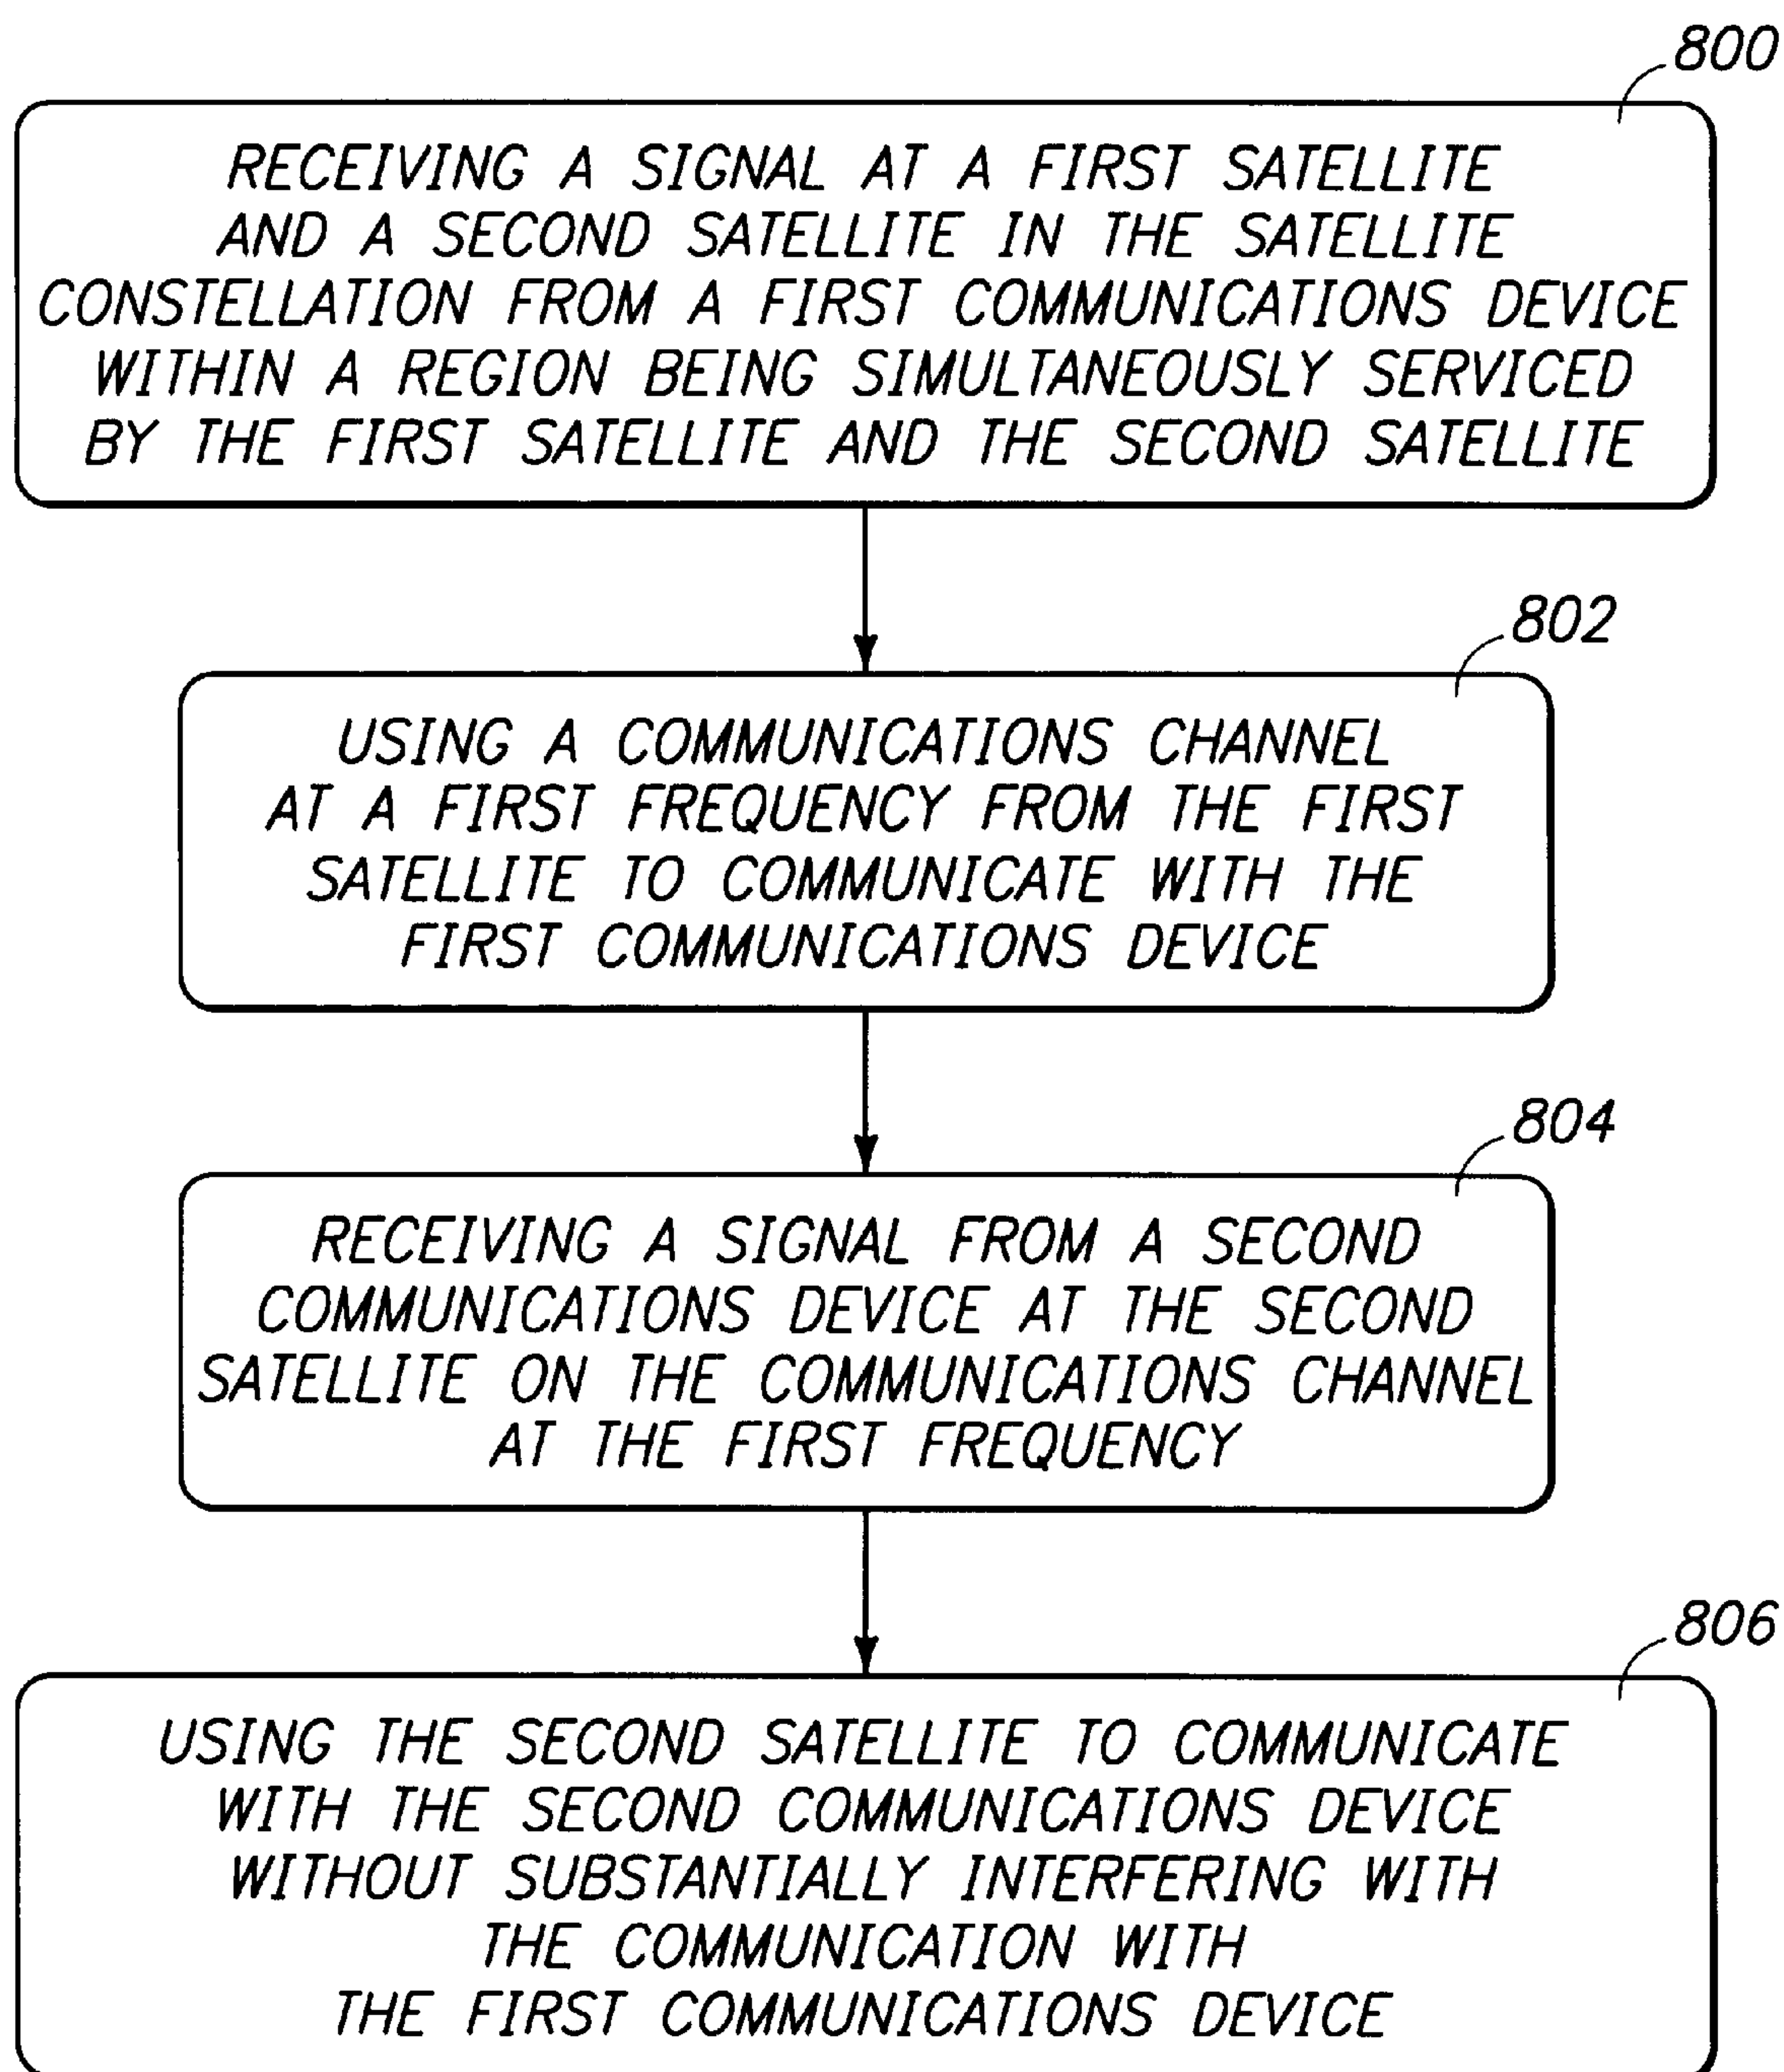 800
RECEIVING A SIGNAL AT A FIRST SATELLITE
AND A SECOND SATELLITE IN THE SATELLITE
CONSTELLATION FROM A FIRST COMMUNICATIONS DEVICE
WITHIN A REGION BEING SIMULTANEOUSLY SERVICED
BY THE FIRST SATELLITE AND THE SECOND SATELLITE
802
USING A COMMUNICATIONS CHANNEL
AT A FIRST FREQUENCY FROM THE FIRST
SATELLITE TO COMMUNICATE WITH THE
FIRST COMMUNICATIONS DEVICE
804
RECEIVING A SIGNAL FROM A SECOND
COMMUNICATIONS DEVICE AT THE SECOND
SATELLITE ON THE COMMUNICATIONS CHANNEL
AT THE FIRST FREQUENCY
806
USING THE SECOND SATELLITE TO COMMUNICATE
WITH THE SECOND COMMUNICATIONS DEVICE
WITHOUT SUBSTANTIALLY INTERFERING WITH
THE COMMUNICATION WITH
THE FIRST COMMUNICATIONS DEVICE